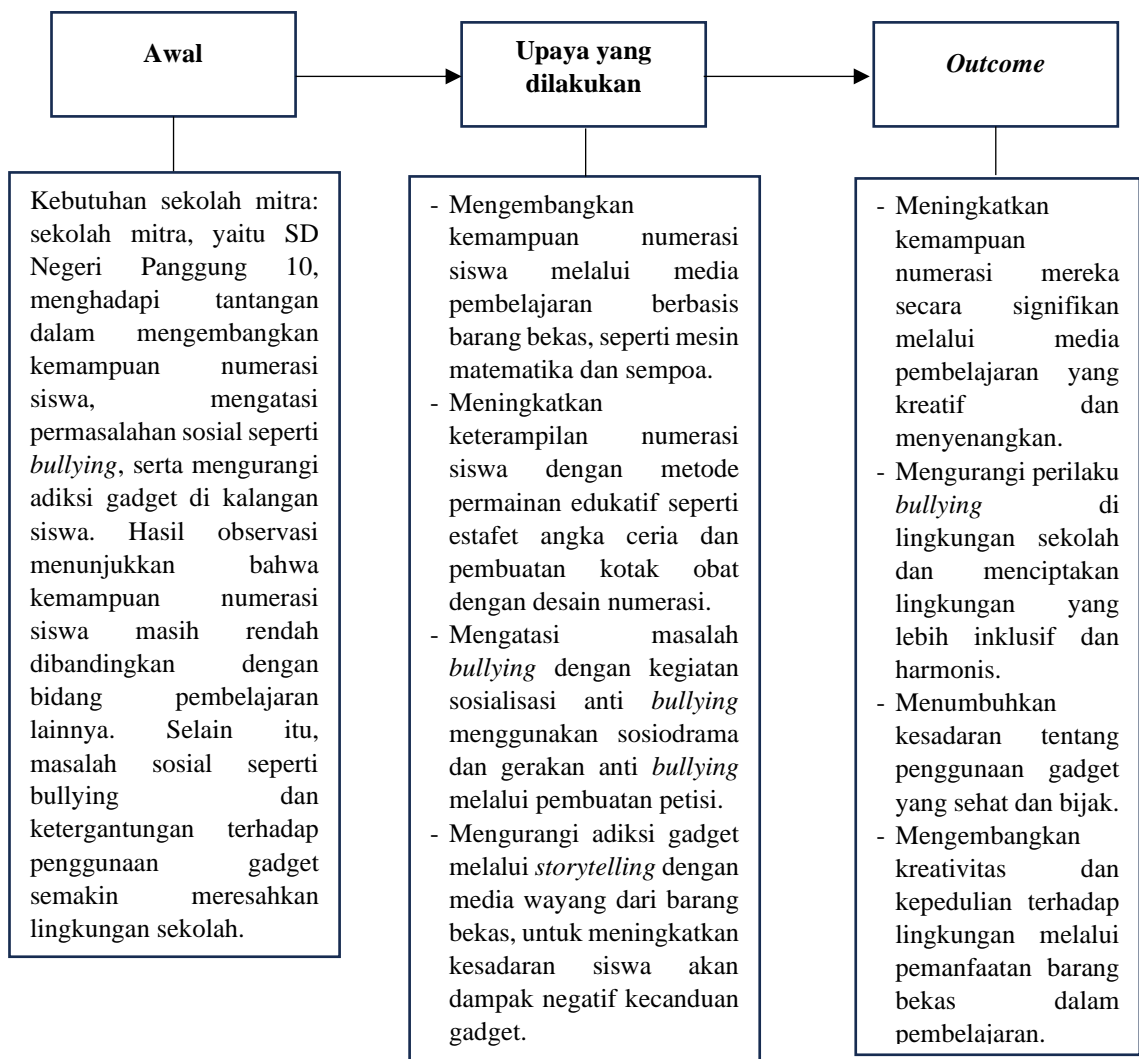 Awal
Upaya yang
dilakukan
Outcome
Kebutuhan sekolah mitra:
sekolah mitra, yaitu SD
Negeri Panggung 10,
menghadapi tantangan
dalam mengembangkan
kemampuan numerasi
siswa, mengatasi
permasalahan sosial seperti
bullying, serta mengurangi
adiksi gadget di kalangan
siswa. Hasil observasi
menunjukkan bahwa
kemampuan numerasi
siswa masih rendah
dibandingkan dengan
bidang pembelajaran
lainnya. Selain itu,
masalah sosial seperti
bullying dan
ketergantungan terhadap
penggunaan gadget
semakin meresahkan
lingkungan sekolah.
- Mengembangkan
kemampuan numerasi
siswa melalui media
pembelajaran berbasis
barang bekas, seperti mesin
matematika dan sempoa.
- Meningkatkan
keterampilan numerasi
siswa dengan metode
permainan edukatif seperti
estafet angka ceria dan
pembuatan kotak obat
dengan desain numerasi.
- Mengatasi masalah
bullying dengan kegiatan
sosialisasi anti bullying
menggunakan sosiodrama
dan gerakan anti bullying
melalui pembuatan petisi.
- Mengurangi adiksi gadget
melalui storytelling dengan
media wayang dari barang
bekas, untuk meningkatkan
kesadaran siswa akan
dampak negatif kecanduan
gadget.
- Meningkatkan
kemampuan
numerasi mereka
secara signifikan
melalui media
pembelajaran yang
kreatif dan
menyenangkan.
- Mengurangi perilaku
bullying di
lingkungan sekolah
dan menciptakan
lingkungan yang
lebih inklusif dan
harmonis.
- Menumbuhkan
kesadaran tentang
penggunaan gadget
yang sehat dan bijak.
- Mengembangkan
kreativitas dan
kepedulian terhadap
lingkungan melalui
pemanfaatan barang
bekas dalam
pembelajaran.